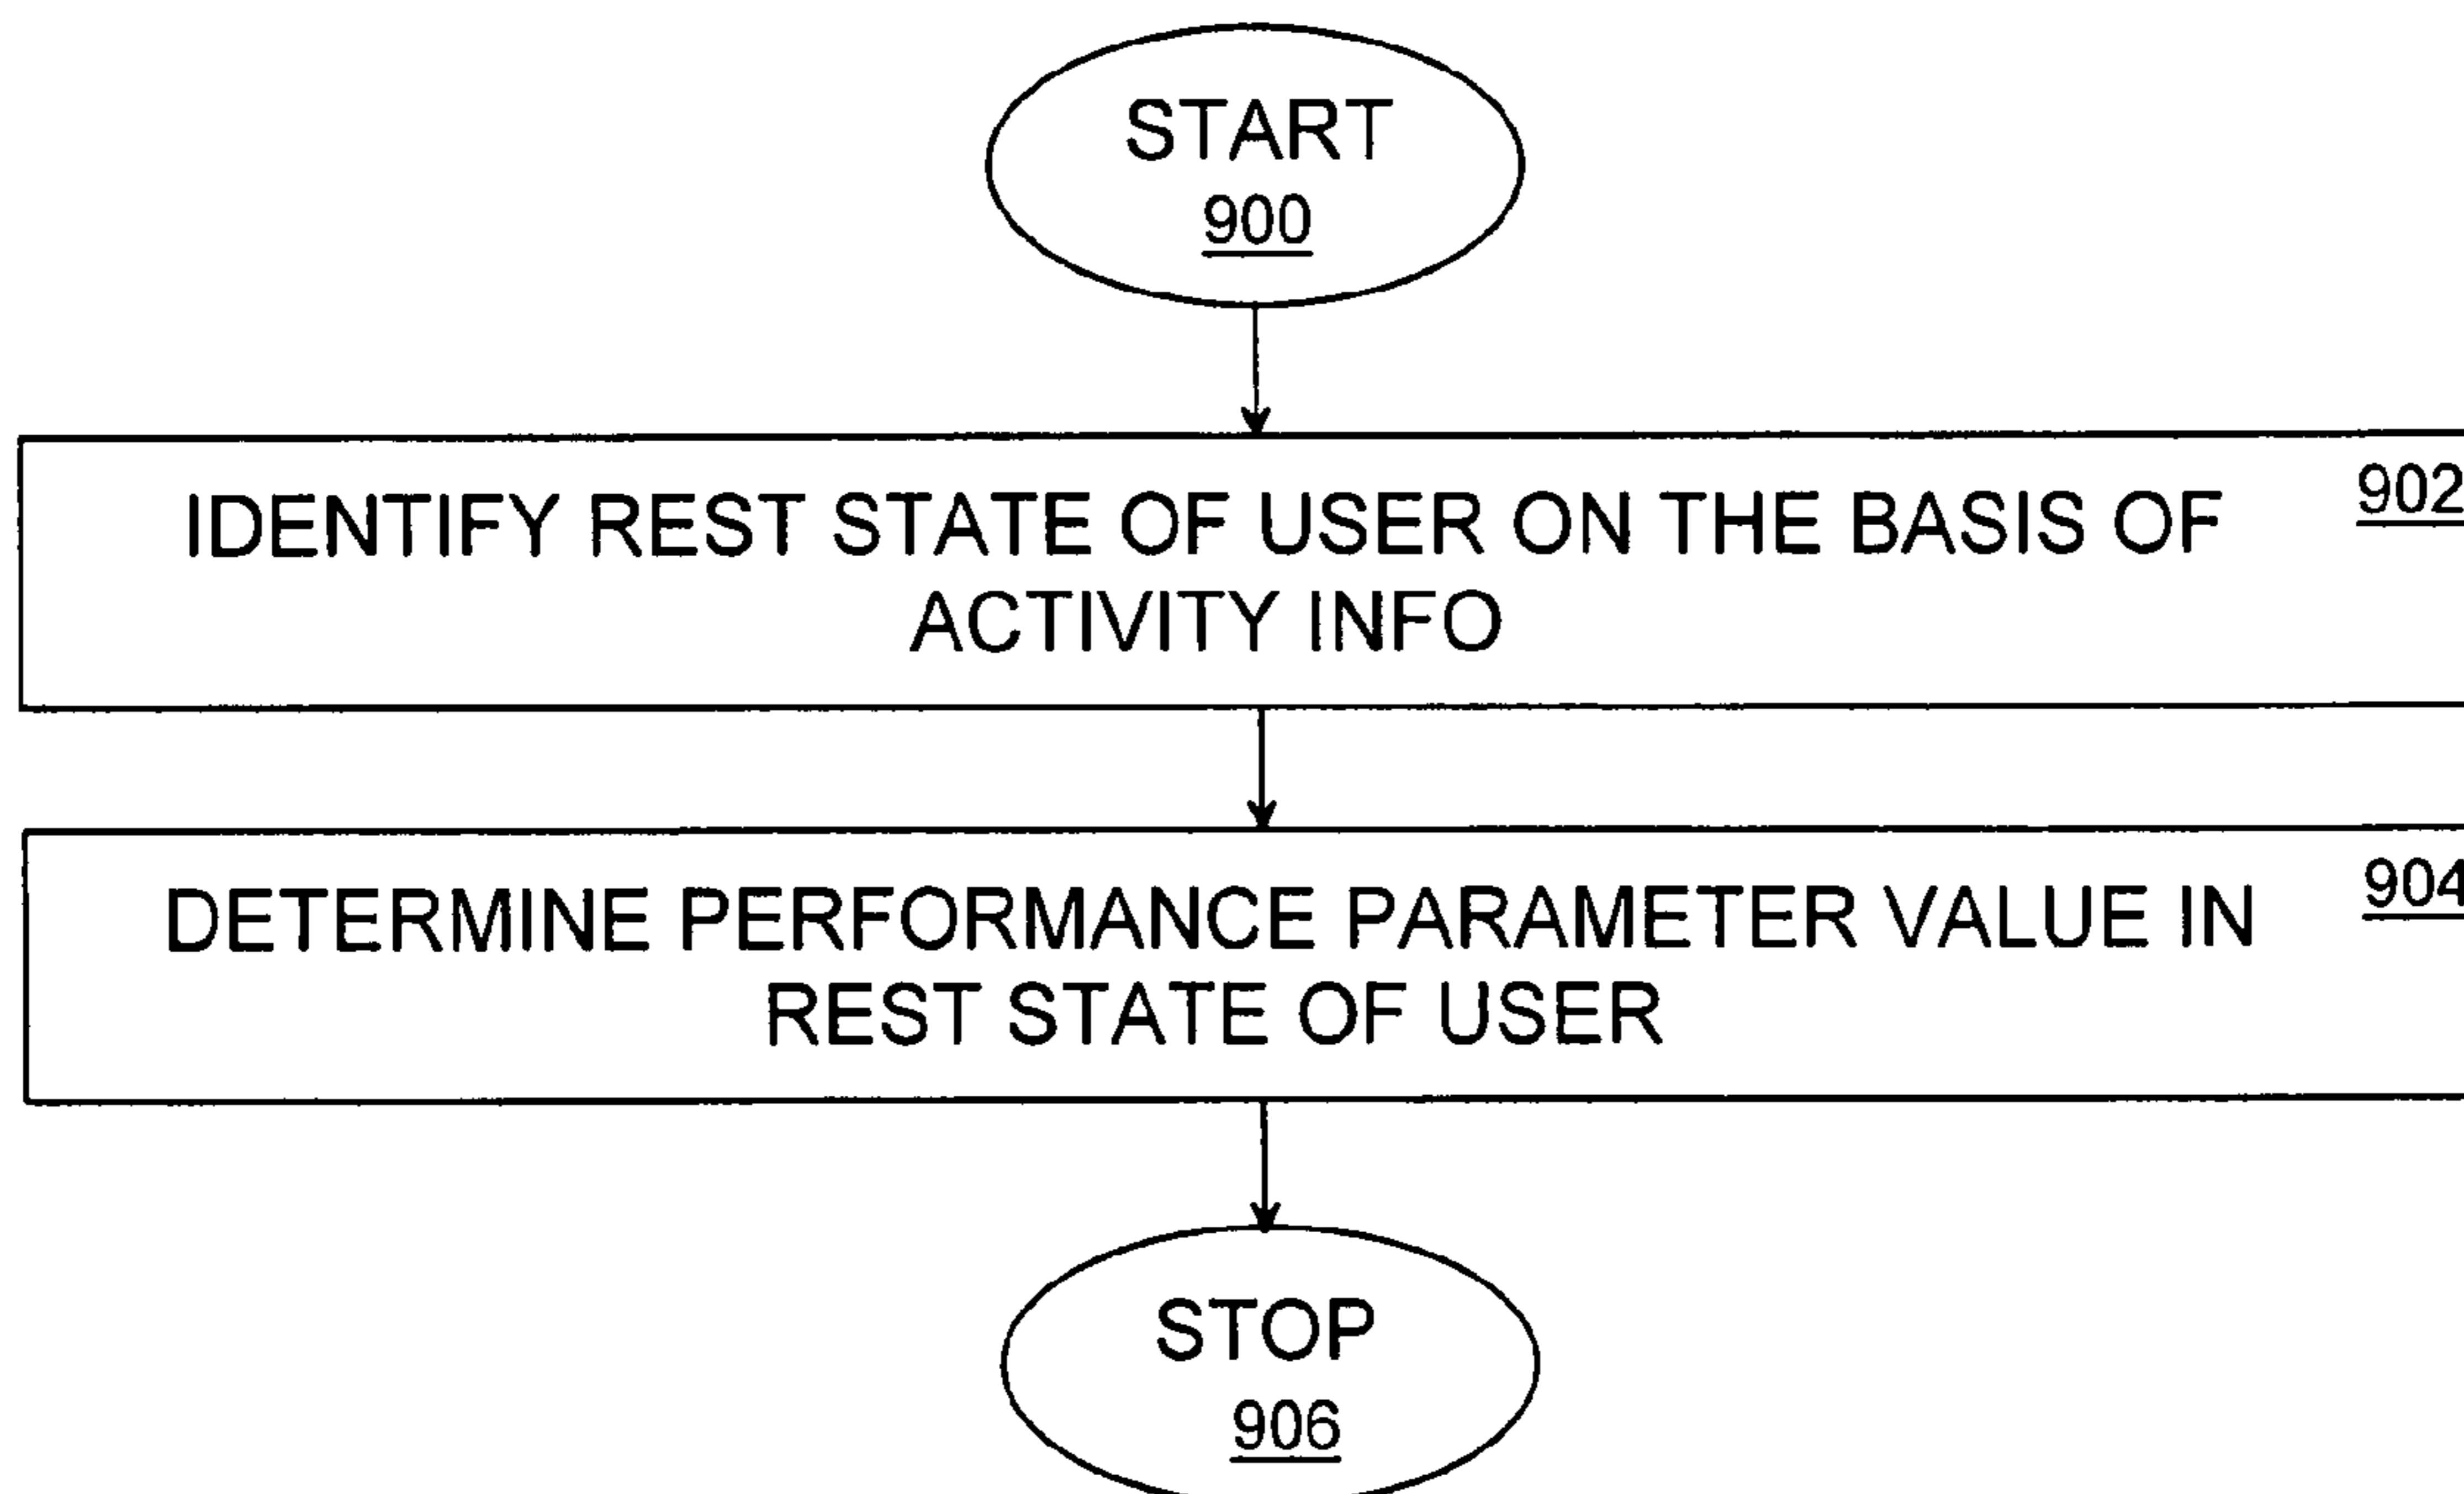 START
900
902
IDENTIFY REST STATE OF USER ON THE BASIS OF
ACTIVITY INFO
904
DETERMINE PERFORMANCE PARAMETER VALUE IN
REST STATE OF USER
STOP
906